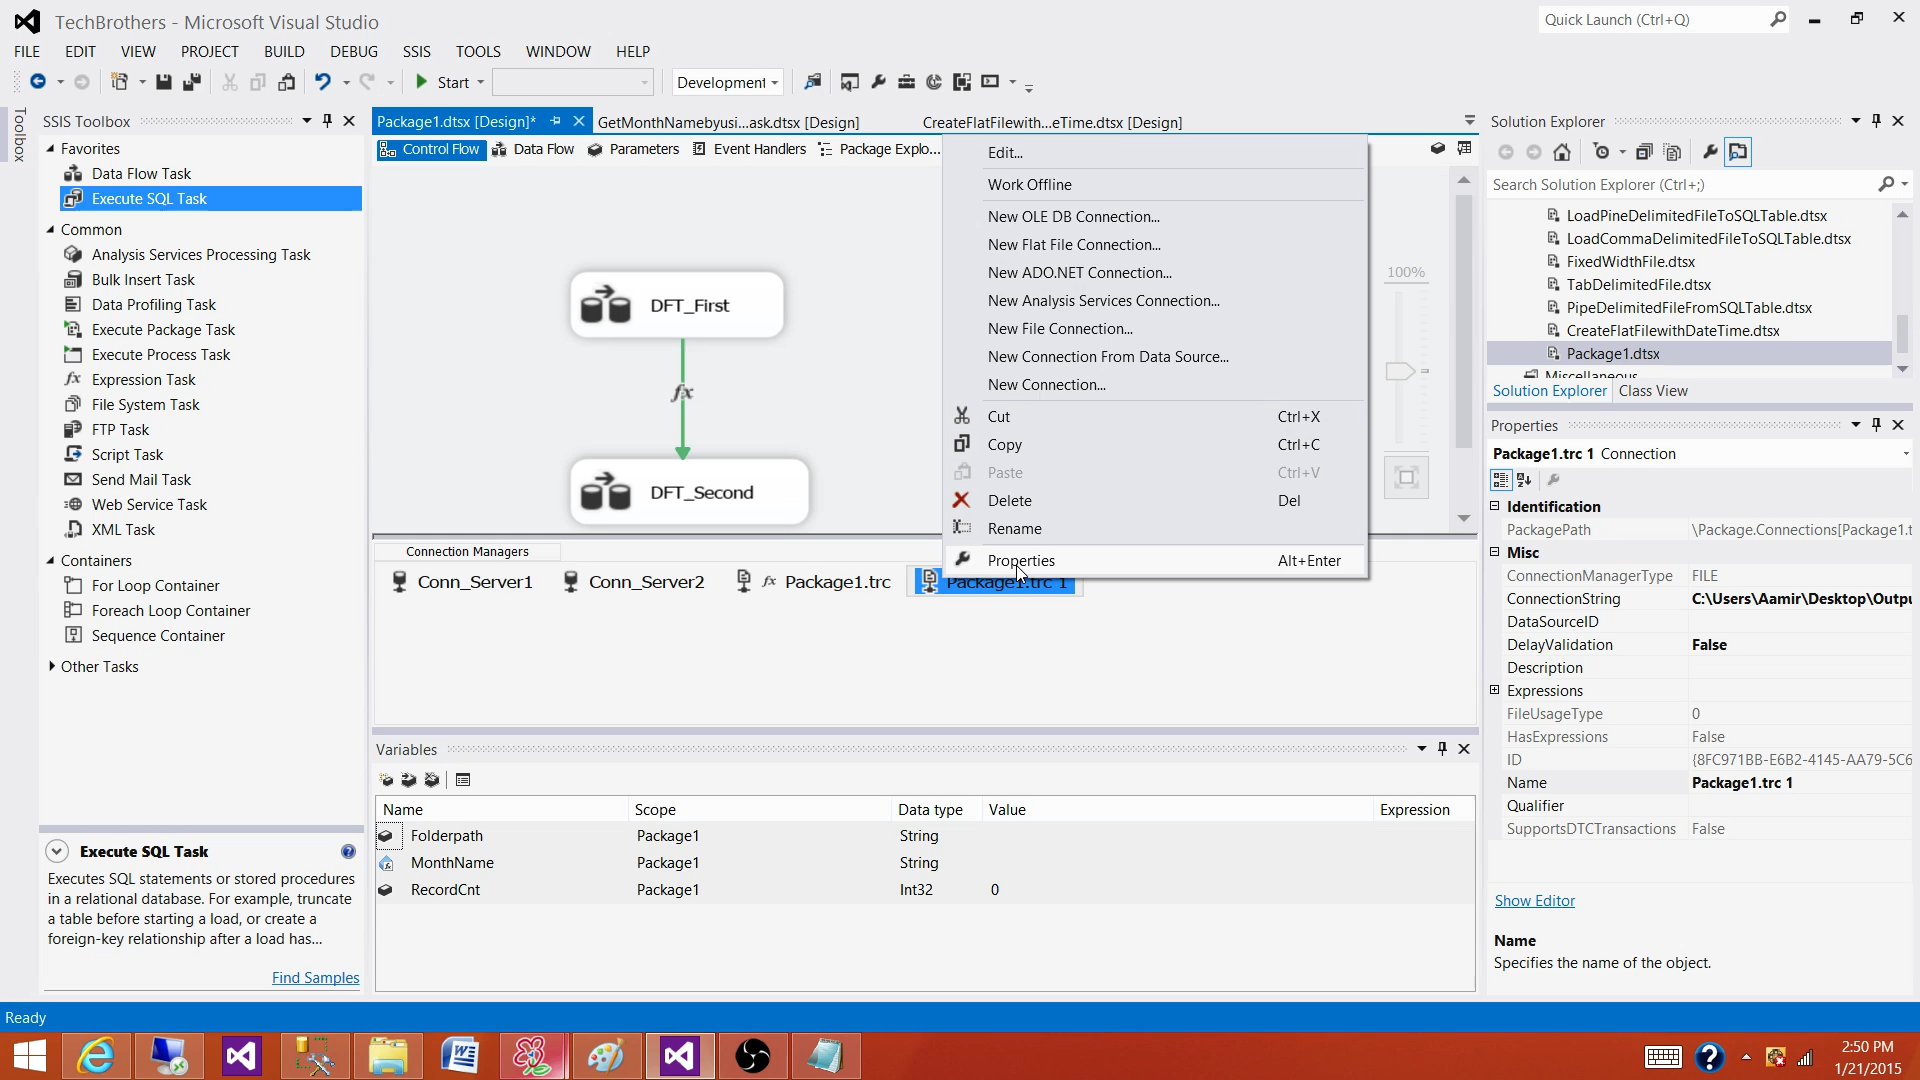 TechBrothers - Microsoft Visual Studio
Quick Launch (Ctrl+Q)
FILE EDIT VIEW PROJECT BUILD DEBUG SSIS TOOLS WINDOW HELP
Start
Development
Toolbox
SSIS Toolbox
Favorites
Data Flow Task
Execute SQL Task
Common
Analysis Services Processing Task
Bulk Insert Task
Data Profiling Task
Execute Package Task
Execute Process Task
Expression Task
File System Task
FTP Task
Script Task
Send Mail Task
Web Service Task
XML Task
Containers
For Loop Container
Foreach Loop Container
Sequence Container
Other Tasks
Execute SQL Task
Executes SQL statements or stored procedures
in a relational database. For example, truncate
a table before starting a load, or create a
foreign-key relationship after a load has...
Find Samples
Package1.dtsx [Design]* GetMonthNamebyusi...ask.dtsx [Design] CreateFlatFilewith...eTime.dtsx [Design]
Control Flow Data Flow Parameters Event Handlers Package Explo...
DFT_First
fx
DFT_Second
100%
Edit...
Work Offline
New OLE DB Connection...
New Flat File Connection...
New ADO.NET Connection...
New Analysis Services Connection...
New File Connection...
New Connection From Data Source...
New Connection...
Cut Ctrl+X
Copy Ctrl+C
Paste Ctrl+V
Delete Del
Rename
Properties Alt+Enter
Connection Managers
Conn_Server1 Conn_Server2 fx Package1.trc Package1.trc 1
Variables
Name Scope Data type Value Expression
Folderpath Package1 String
MonthName Package1 String
RecordCnt Package1 Int32 0
Solution Explorer
Search Solution Explorer (Ctrl+;)
LoadPineDelimitedFileToSQLTable.dtsx
LoadCommaDelimitedFileToSQLTable.dtsx
FixedWidthFile.dtsx
TabDelimitedFile.dtsx
PipeDelimitedFileFromSQLTable.dtsx
CreateFlatFilewithDateTime.dtsx
Package1.dtsx
Miscellaneous
Solution Explorer Class View
Properties
Package1.trc 1 Connection
Identification
PackagePath \Package.Connections[Package1.t
Misc
ConnectionManagerType FILE
ConnectionString C:\Users\Aamir\Desktop\Outpu
DataSourceID
DelayValidation False
Description
Expressions
FileUsageType 0
HasExpressions False
ID {8FC971BB-E6B2-4145-AA79-5C6
Name Package1.trc 1
Qualifier
SupportsDTCTransactions False
Show Editor
Name
Specifies the name of the object.
Ready
2:50 PM
1/21/2015